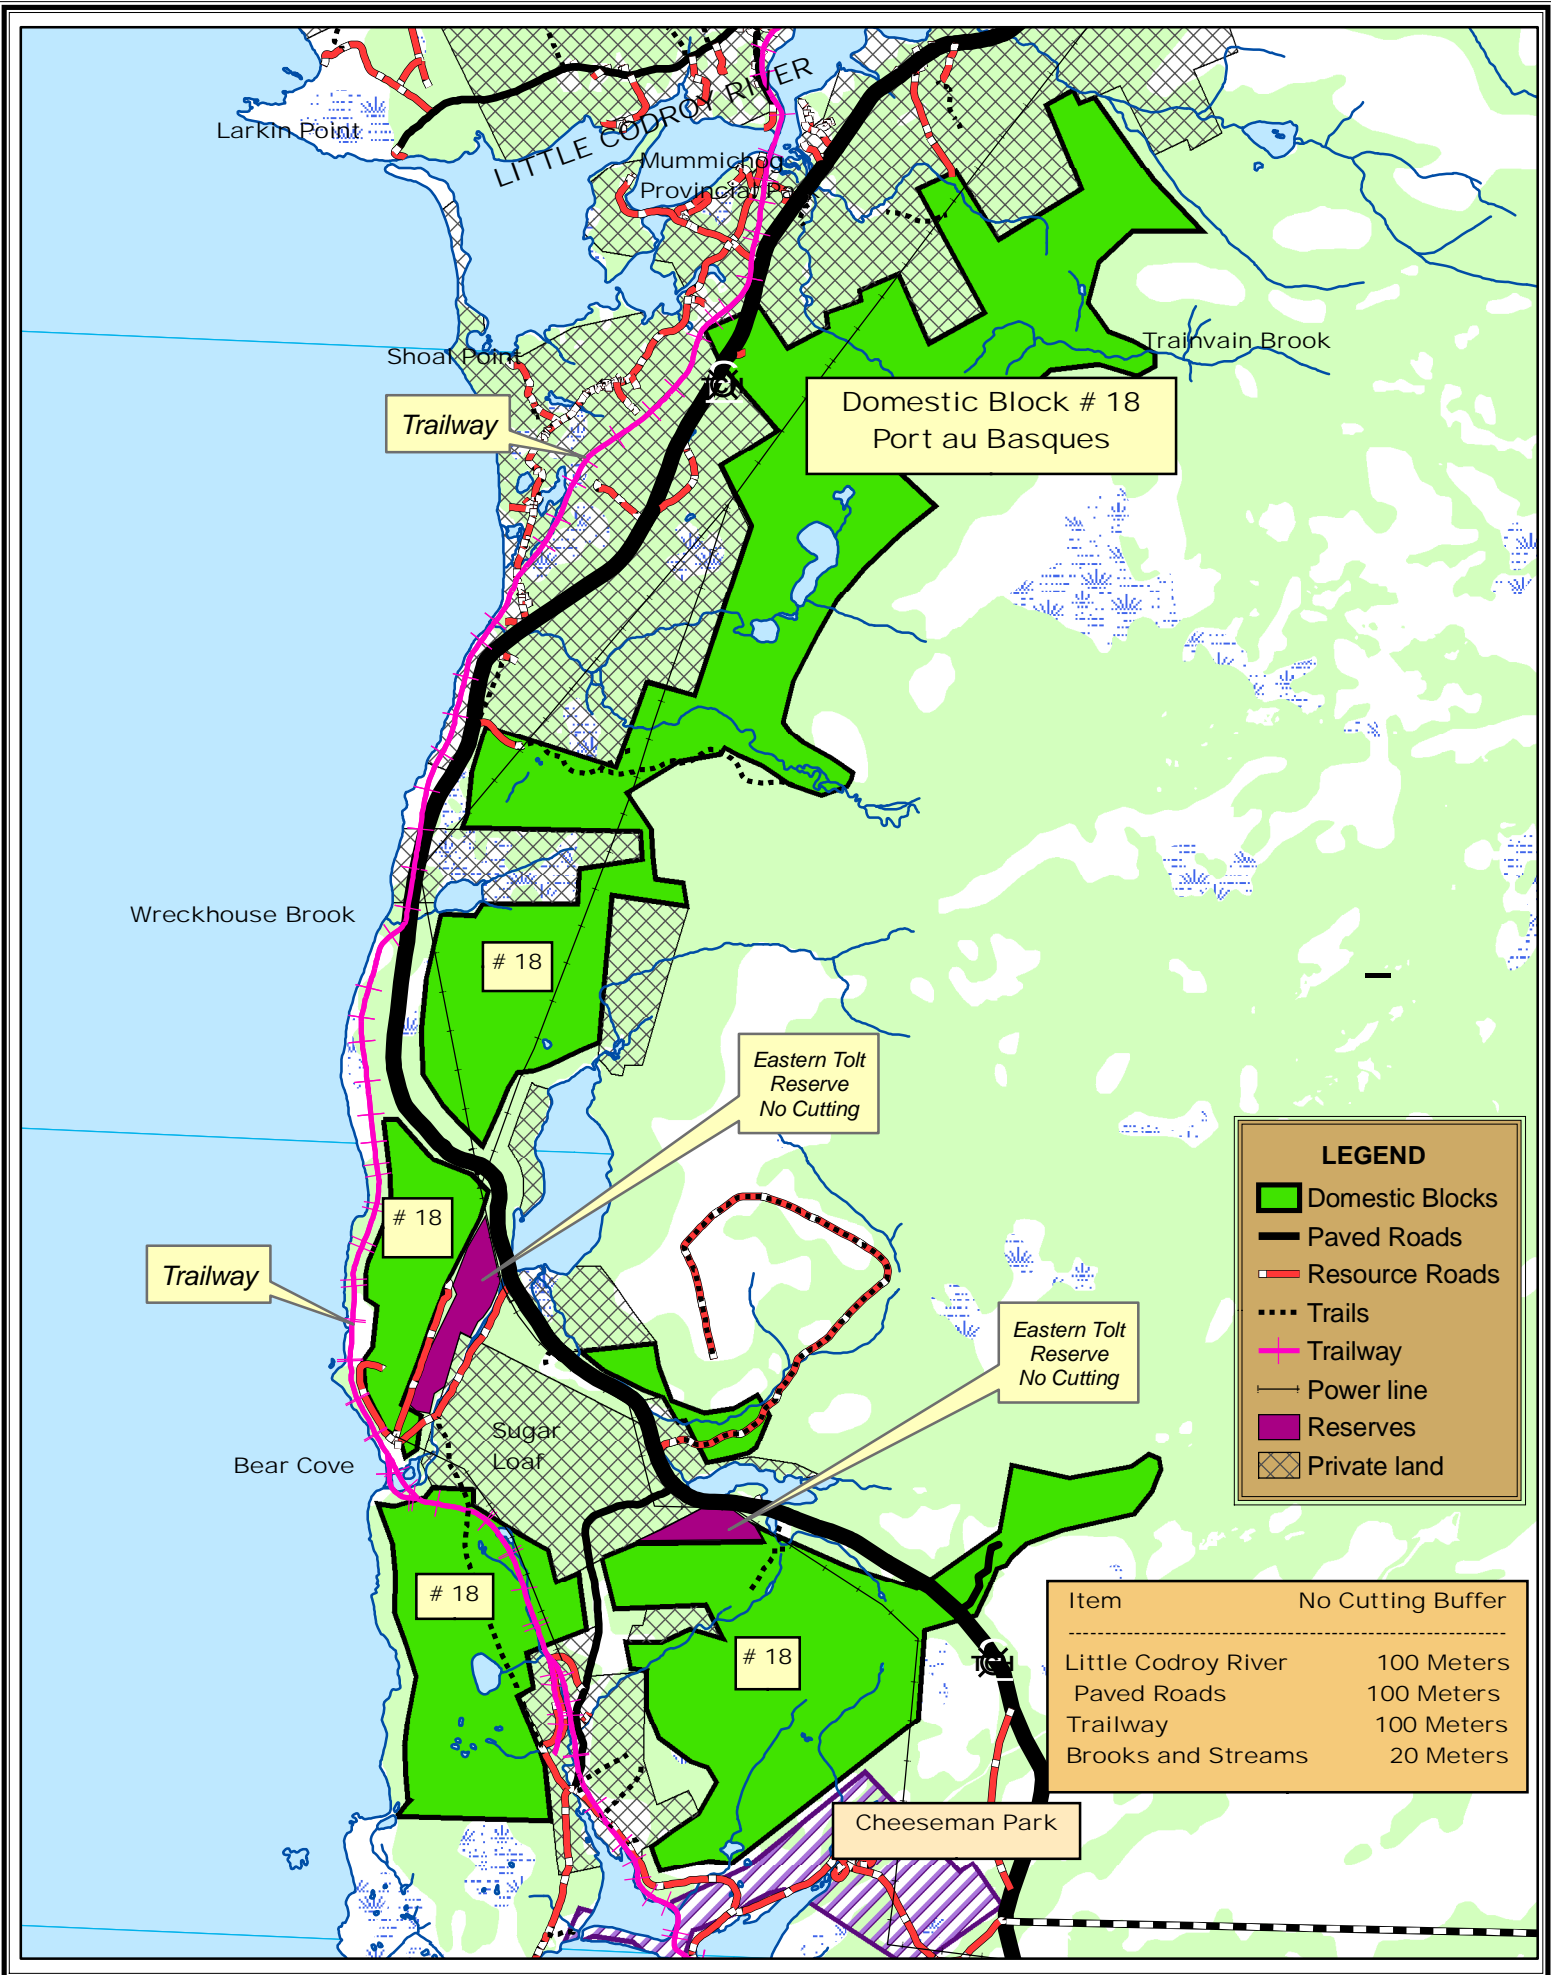 LITTLE CODROY RIVER
Larkin Point
Mummichog
Provincial Park
Trainvain Brook
Shoal Point
TCH
Domestic Block # 18
Port au Basques
Trailway
Wreckhouse Brook
# 18
Eastern Tolt
Reserve
No Cutting
# 18
Trailway
Eastern Tolt
Reserve
No Cutting
Sugar
Loaf
Bear Cove
# 18
# 18
TCH
Cheeseman Park
LEGEND
Domestic Blocks
Paved Roads
Resource Roads
Trails
Trailway
Power line
Reserves
Private land
Item No Cutting Buffer
------------------------------------------------------------
Little Codroy River 100 Meters
Paved Roads 100 Meters
Trailway 100 Meters
Brooks and Streams 20 Meters